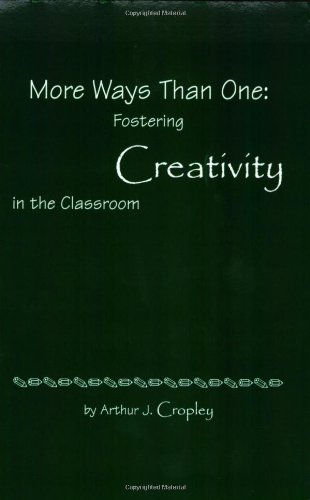 More Ways Than One:
Fostering
Creativity
in the Classroom
by Arthur J. Cropley